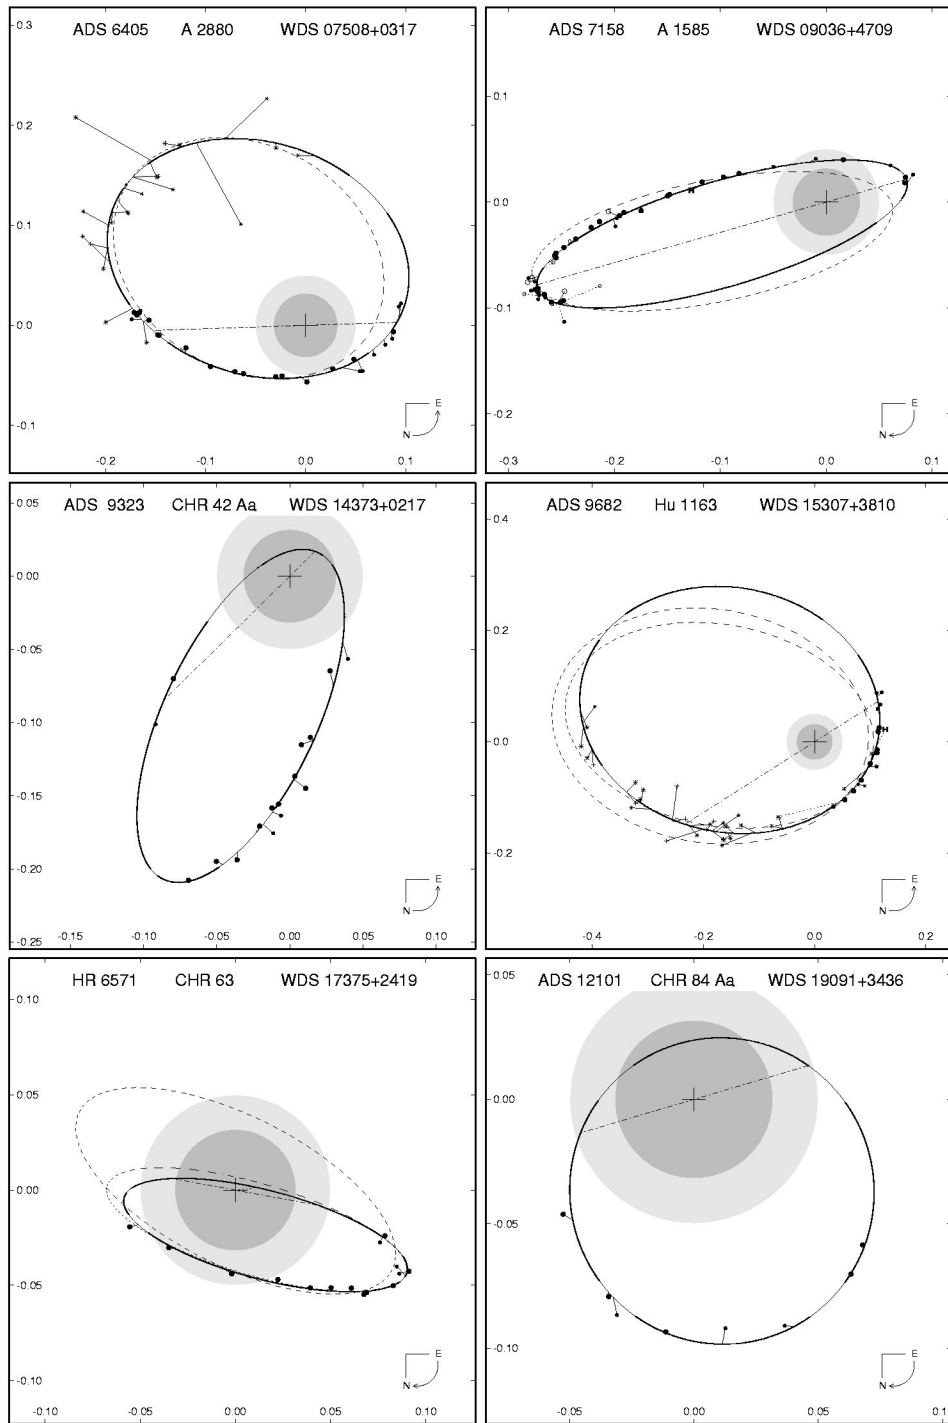 ADS 6405 A 2880 WDS 07508+0317
0.3
0.2
0.1
0.0
-0.1
-0.2 -0.1 0.0 0.1
E
N
ADS 7158 A 1585 WDS 09036+4709
0.1
0.0
-0.1
-0.2
-0.3 -0.2 -0.1 0.0 0.1
H
E
N
ADS 9323 CHR 42 Aa WDS 14373+0217
0.05
0.00
-0.05
-0.10
-0.15
-0.20
-0.25
-0.15 -0.10 -0.05 0.00 0.05 0.10
E
N
ADS 9682 Hu 1163 WDS 15307+3810
0.4
0.2
0.0
-0.2
-0.4 -0.2 0.0 0.2
H
E
N
HR 6571 CHR 63 WDS 17375+2419
0.10
0.05
0.00
-0.05
-0.10
-0.10 -0.05 0.00 0.05 0.10
E
N
ADS 12101 CHR 84 Aa WDS 19091+3436
0.05
0.00
-0.05
-0.10
-0.05 0.00 0.05
E
N